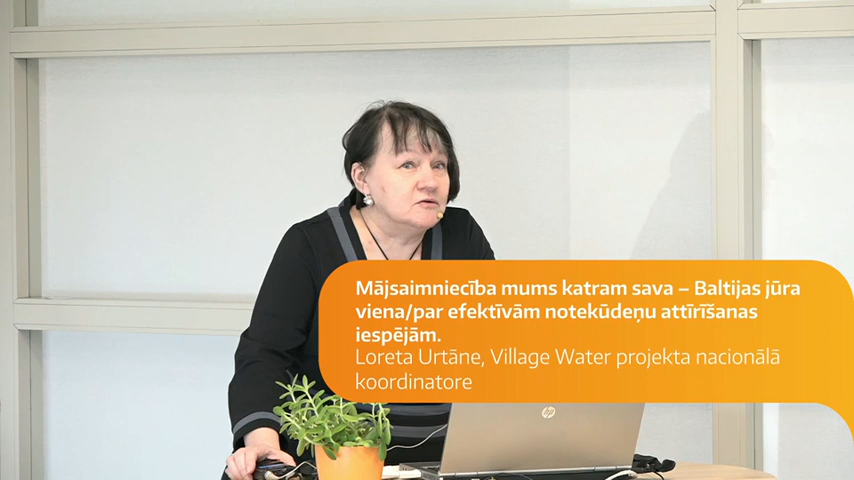 Mājsaimniecība mums katram sava – Baltijas jūra
viena/par efektīvām notekūdeņu attīrīšanas
iespējām.
Loreta Urtāne, Village Water projekta nacionālā
koordinatore
hp